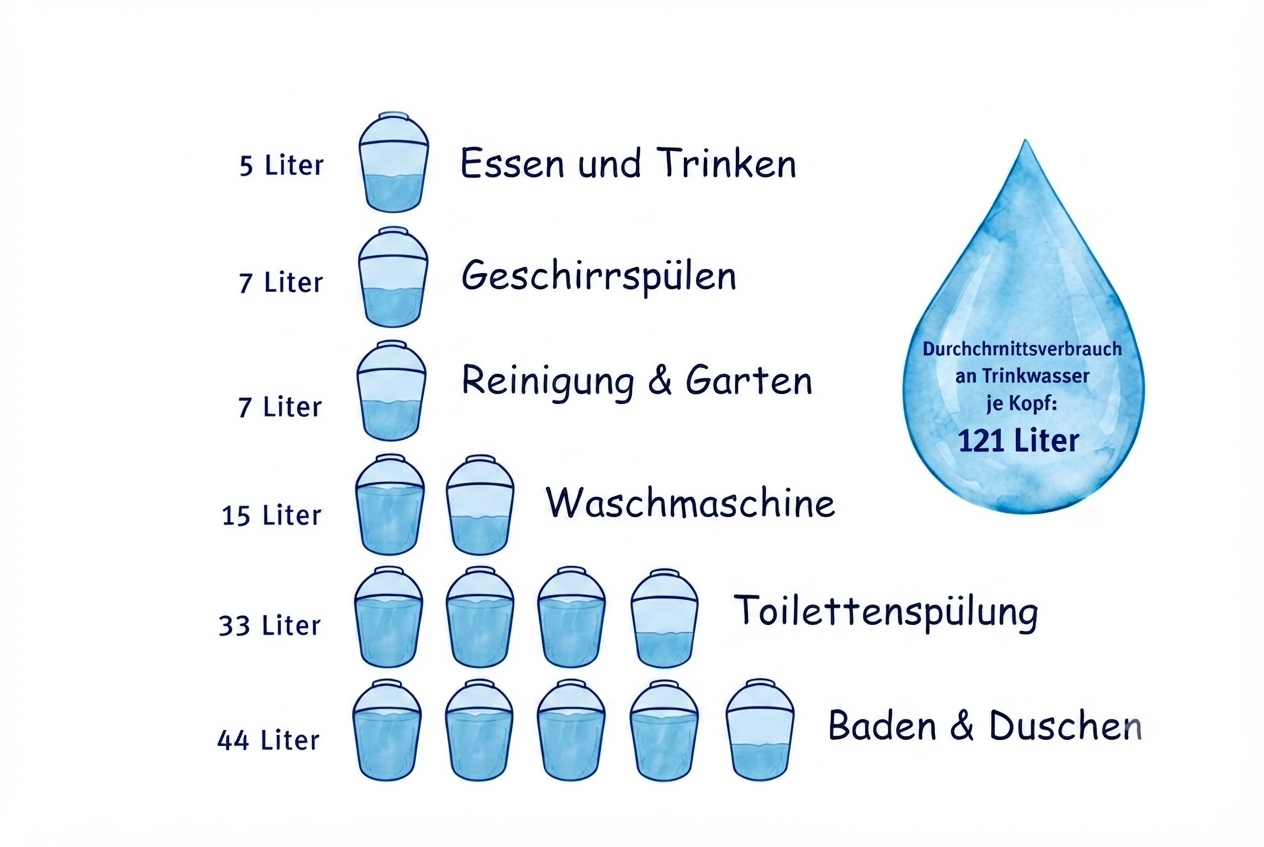 5 Liter Essen und Trinken
7 Liter Geschirrspülen
7 Liter Reinigung & Garten
15 Liter Waschmaschine
33 Liter Toilettenspülung
44 Liter Baden & Duschen
Durchchmittsverbrauch
an Trinkwasser
je Kopf:
121 Liter